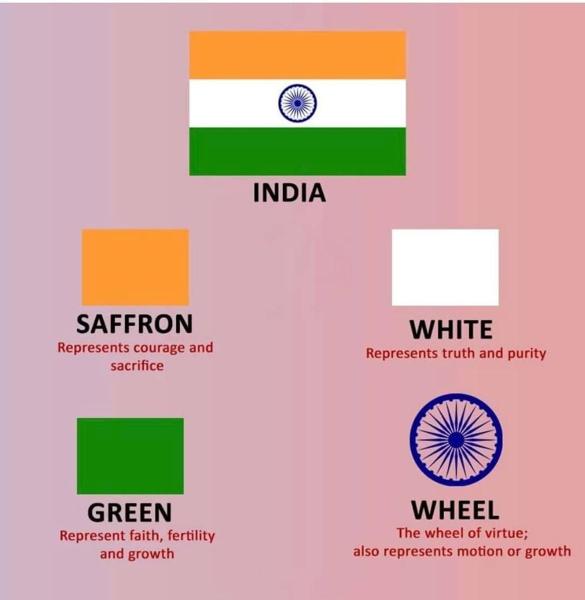 INDIA
SAFFRON
Represents courage and
sacrifice
WHITE
Represents truth and purity
GREEN
Represent faith, fertility
and growth
WHEEL
The wheel of virtue;
also represents motion or growth